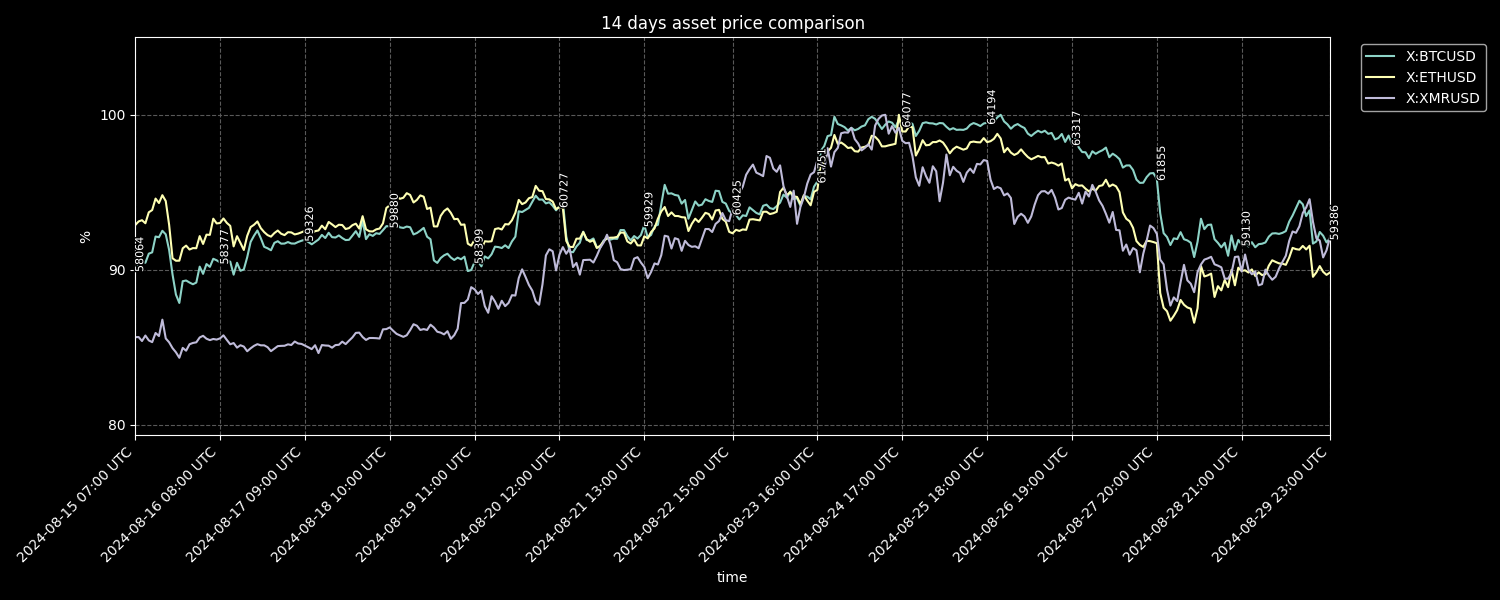 14 days asset price comparison
X:BTCUSD
X:ETHUSD
X:XMRUSD
100
90
80
%
58064
58377
59326
59880
58399
60727
59929
60425
61751
64077
64194
63317
61855
59130
59386
2024-08-15 07:00 UTC
2024-08-16 08:00 UTC
2024-08-17 09:00 UTC
2024-08-18 10:00 UTC
2024-08-19 11:00 UTC
2024-08-20 12:00 UTC
2024-08-21 13:00 UTC
2024-08-22 15:00 UTC
2024-08-23 16:00 UTC
2024-08-24 17:00 UTC
2024-08-25 18:00 UTC
2024-08-26 19:00 UTC
2024-08-27 20:00 UTC
2024-08-28 21:00 UTC
2024-08-29 23:00 UTC
time